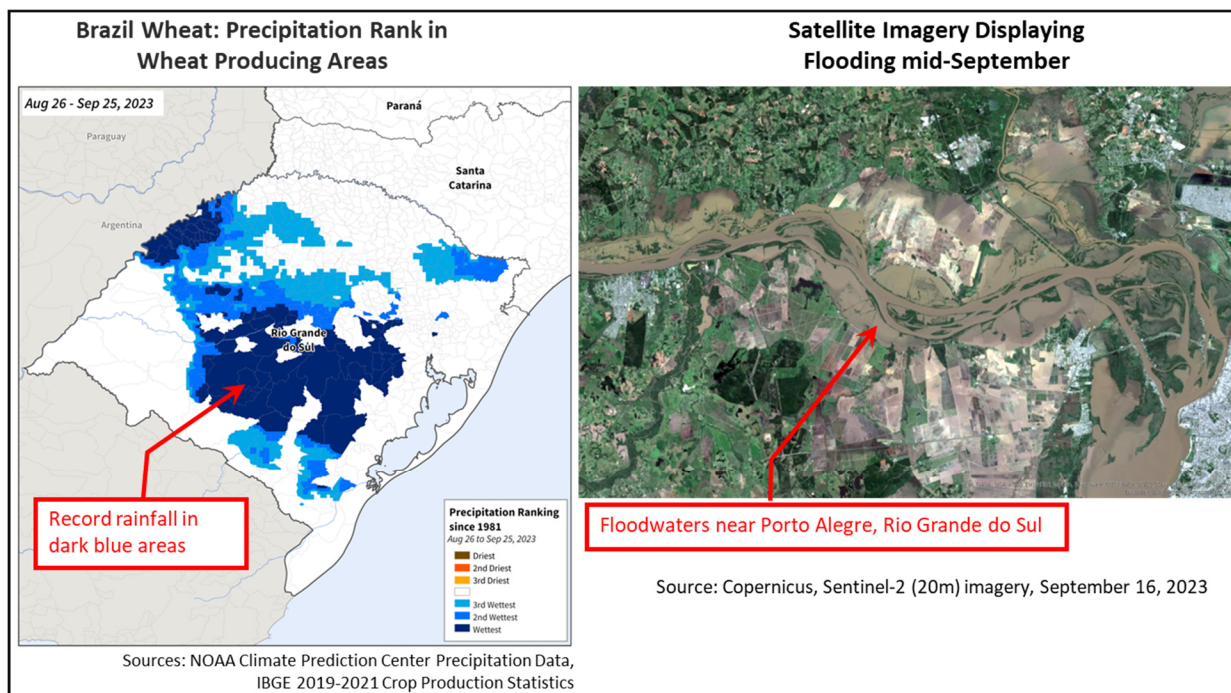 Brazil Wheat: Precipitation Rank in
Wheat Producing Areas
Aug 26 - Sep 25, 2023
Paraná
Paraguay
Santa
Catarina
Argentina
Rio Grande
do Sul
Record rainfall in
dark blue areas
Precipitation Ranking
since 1981
Aug 26 to Sep 25, 2023
Driest
2nd Driest
3rd Driest
3rd Wettest
2nd Wettest
Wettest
Sources: NOAA Climate Prediction Center Precipitation Data,
IBGE 2019-2021 Crop Production Statistics
Satellite Imagery Displaying
Flooding mid-September
Floodwaters near Porto Alegre, Rio Grande do Sul
Source: Copernicus, Sentinel-2 (20m) imagery, September 16, 2023